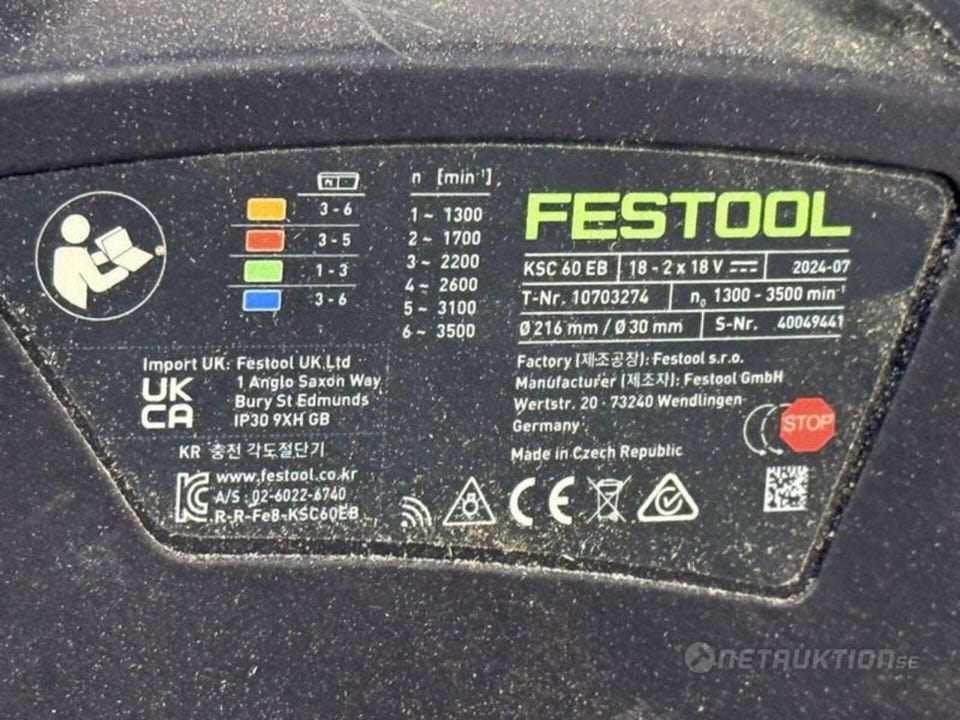 3 - 6
3 - 5
1 - 3
3 - 6
n [min⁻¹]
1 ~ 1300
2 ~ 1700
3 ~ 2200
4 ~ 2600
5 ~ 3100
6 ~ 3500
FESTOOL
KSC 60 EB 18 - 2 x 18 V 2024-07
T-Nr. 10703274 n₀ 1300 - 3500 min⁻¹
Ø 216 mm / Ø 30 mm S-Nr. 40049441
Import UK: Festool UK Ltd
1 Anglo Saxon Way
Bury St Edmunds
IP30 9XH GB
UK
CA
KR 충전 각도절단기
www.festool.co.kr
A/S : 02-6022-6740
R-R-FeB-KSC60EB
Factory (제조공장): Festool s.r.o.
Manufacturer (제조자): Festool GmbH
Wertstr. 20 · 73240 Wendlingen
Germany
Made in Czech Republic
STOP
CE
NETAUKTION.SE